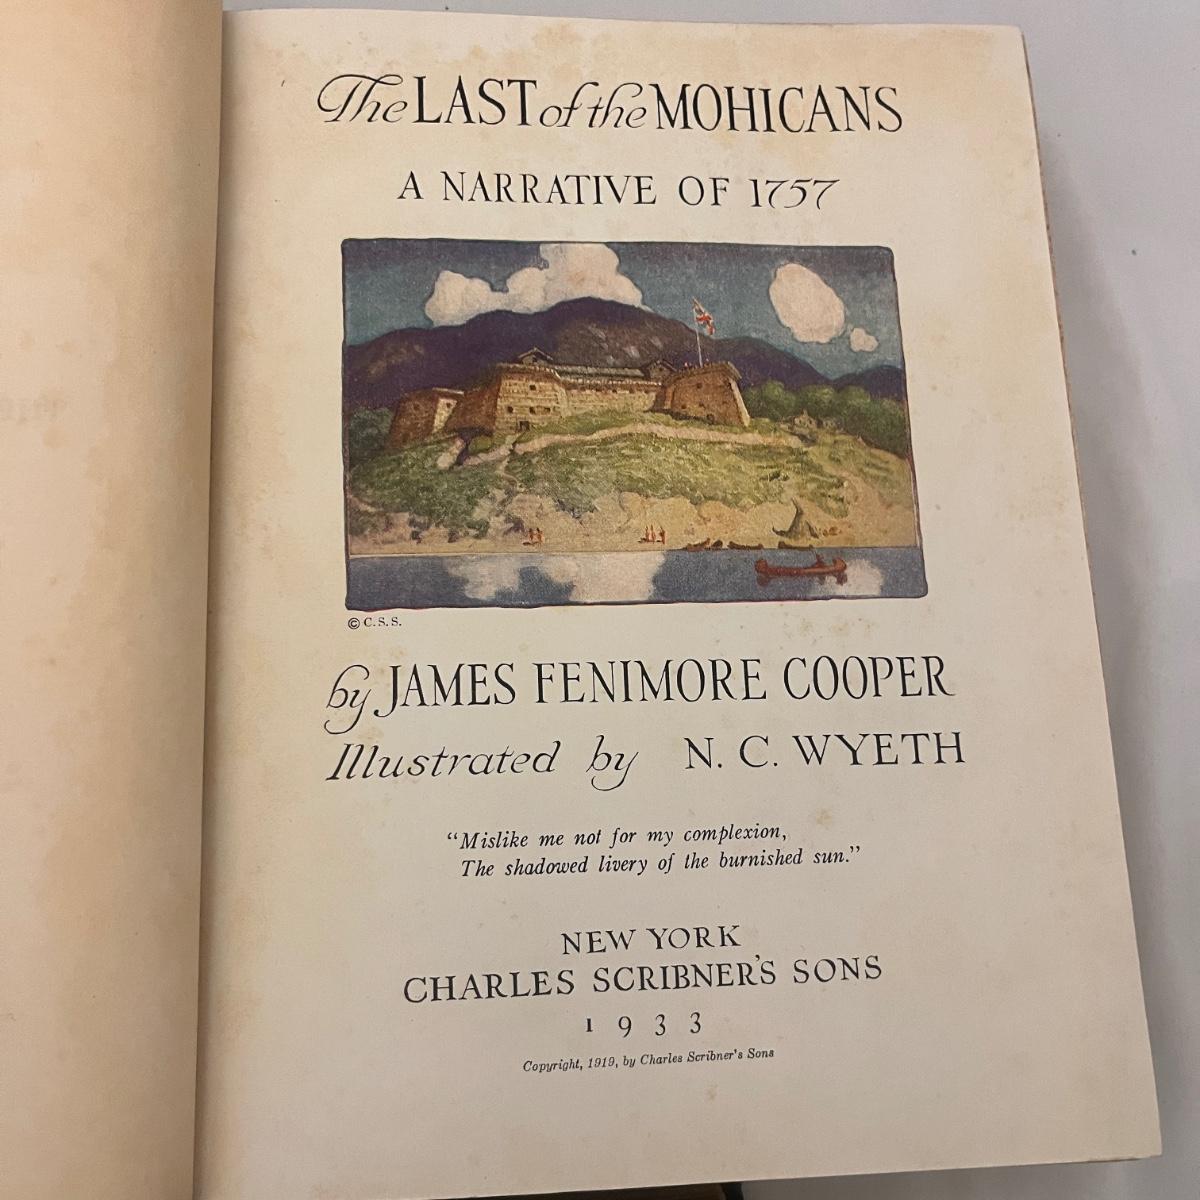 The LAST of the MOHICANS
A NARRATIVE OF 1757
© C. S. S.
by JAMES FENIMORE COOPER
Illustrated by N. C. WYETH
"Mislike me not for my complexion,
The shadowed livery of the burnished sun."
NEW YORK
CHARLES SCRIBNER'S SONS
1933
Copyright, 1919, by Charles Scribner's Sons